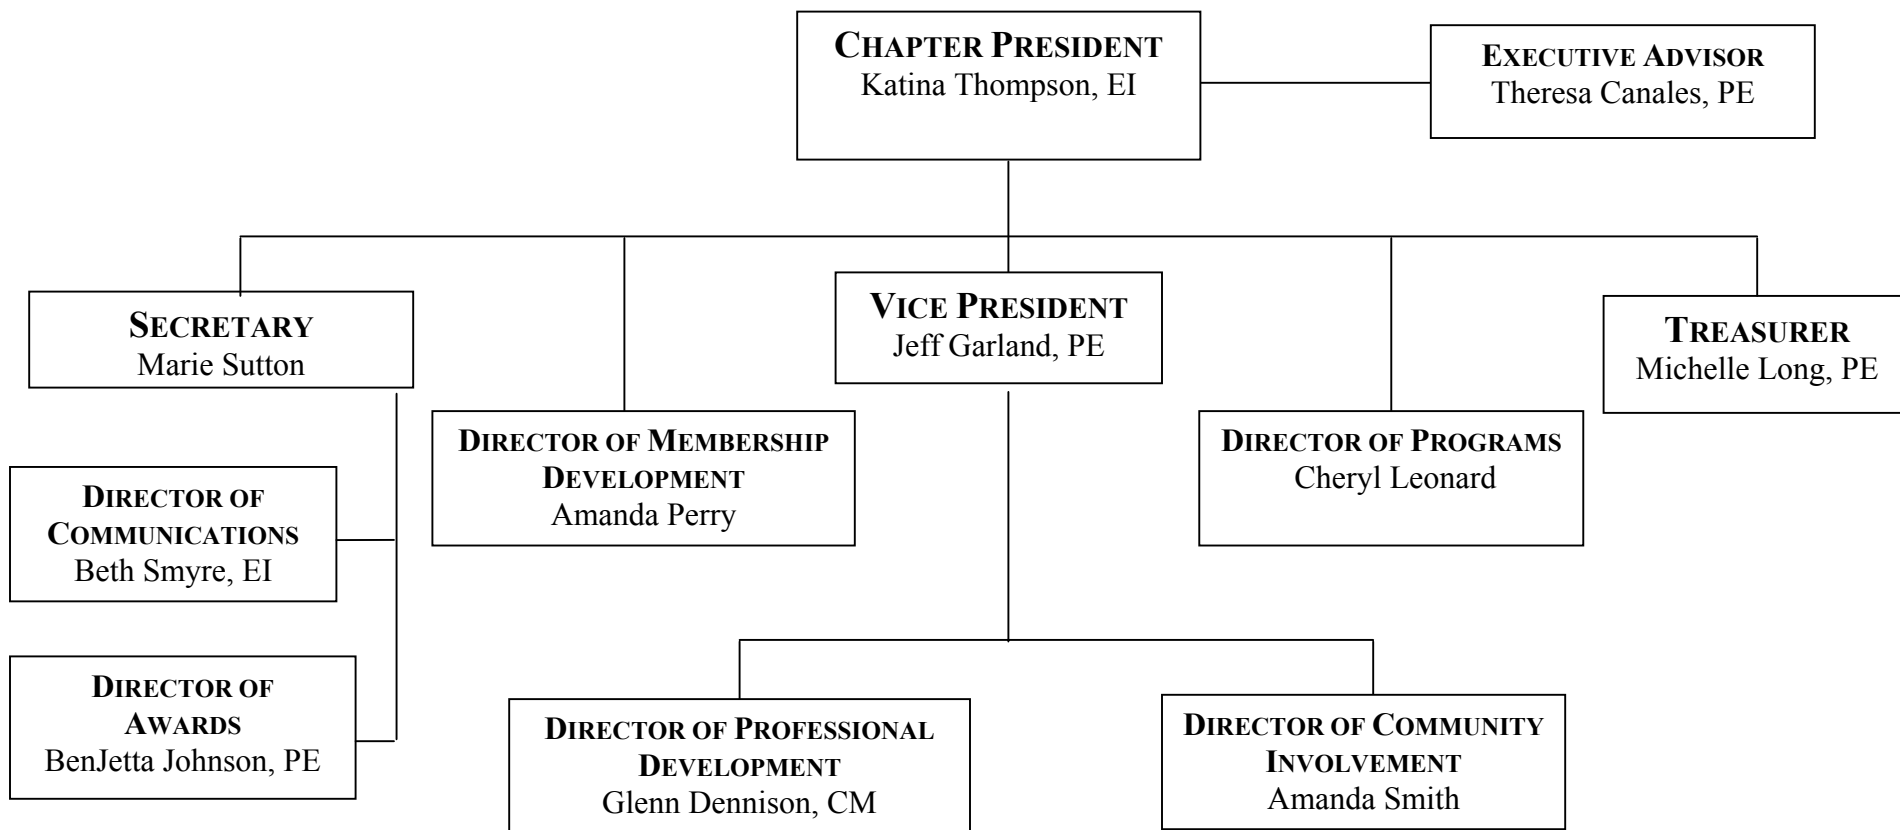 CHAPTER PRESIDENT
Katina Thompson, EI
EXECUTIVE ADVISOR
Theresa Canales, PE
SECRETARY
Marie Sutton
VICE PRESIDENT
Jeff Garland, PE
TREASURER
Michelle Long, PE
DIRECTOR OF MEMBERSHIP
DEVELOPMENT
Amanda Perry
DIRECTOR OF PROGRAMS
Cheryl Leonard
DIRECTOR OF
COMMUNICATIONS
Beth Smyre, EI
DIRECTOR OF
AWARDS
BenJetta Johnson, PE
DIRECTOR OF PROFESSIONAL
DEVELOPMENT
Glenn Dennison, CM
DIRECTOR OF COMMUNITY
INVOLVEMENT
Amanda Smith